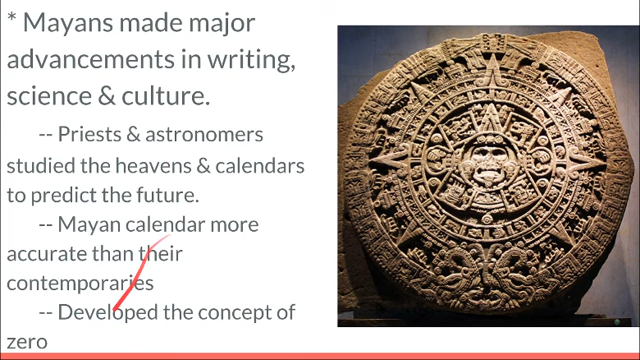 * Mayans made major
advancements in writing,
science & culture.
-- Priests & astronomers
studied the heavens & calendars
to predict the future.
-- Mayan calendar more
accurate than their
contemporaries
-- Developed the concept of
zero